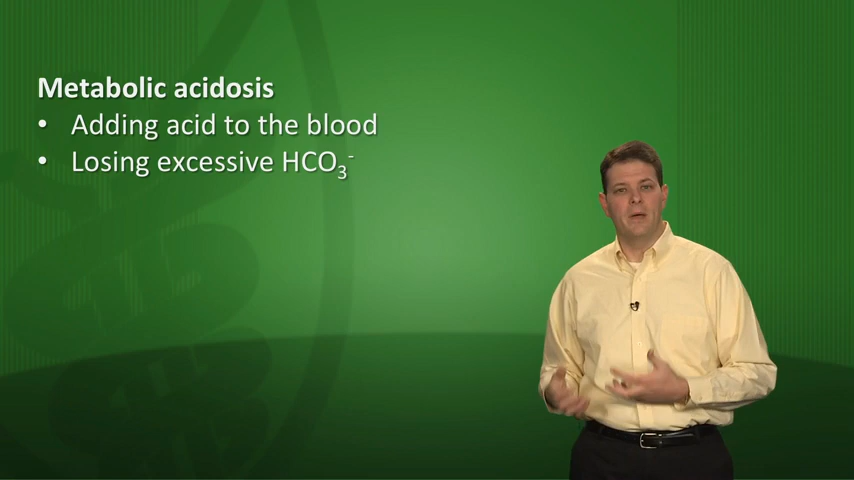 Metabolic acidosis
• Adding acid to the blood
• Losing excessive HCO₃⁻